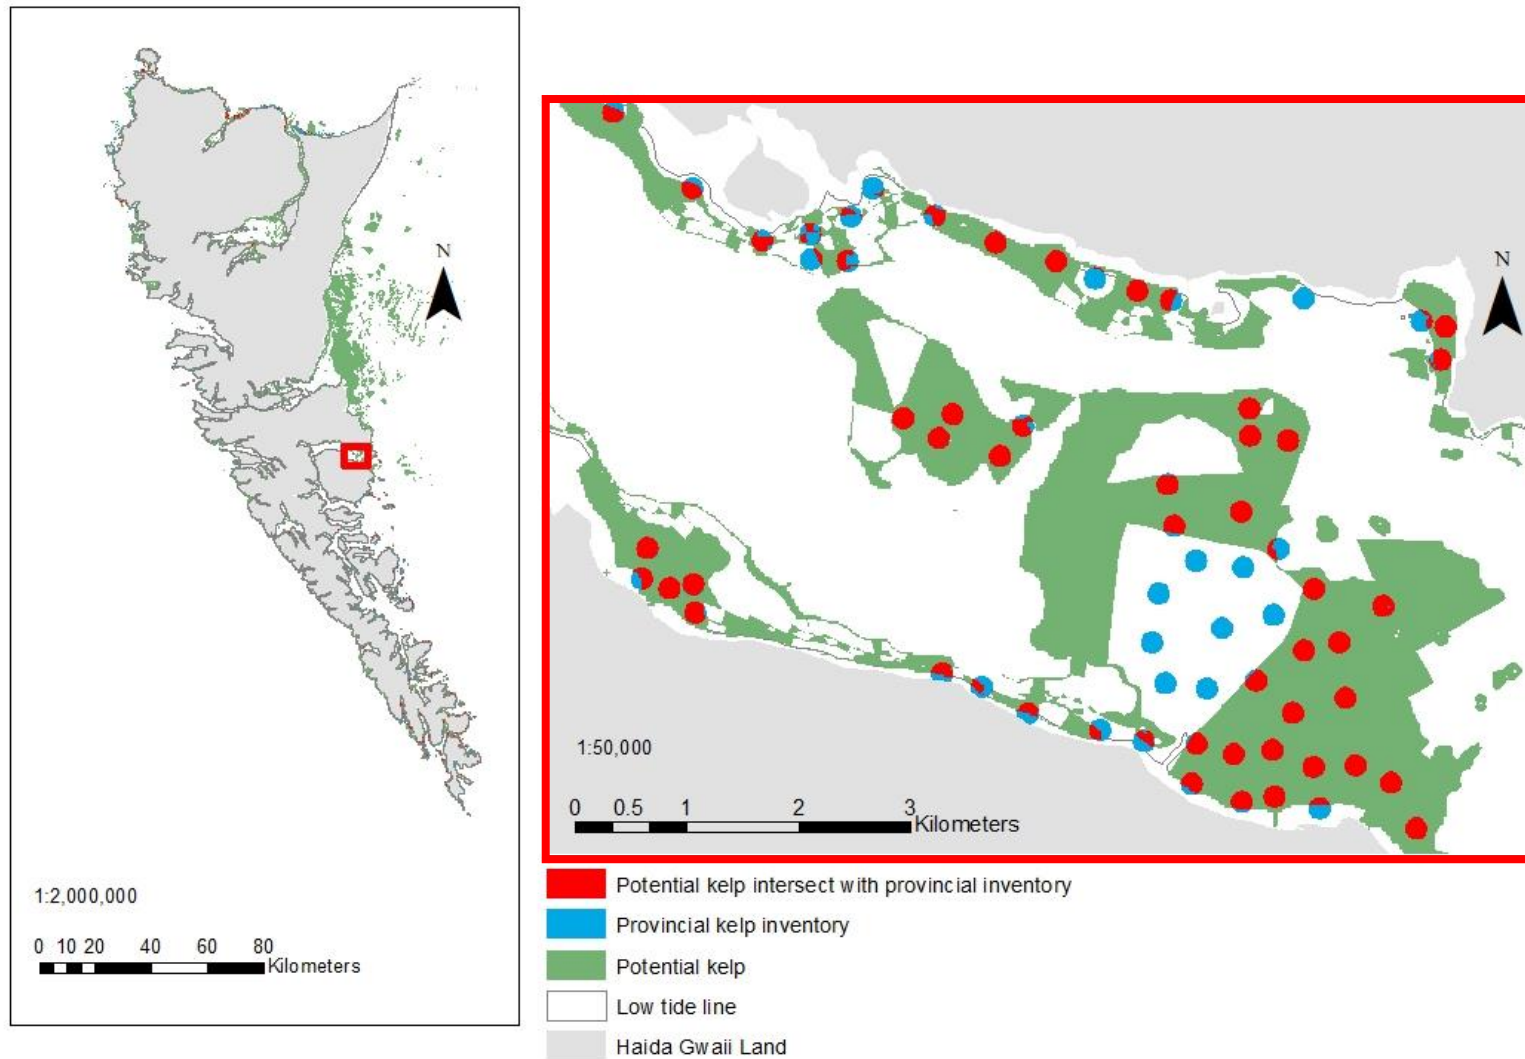 N
1:2,000,000
0 10 20 40 60 80
Kilometers
N
1:50,000
0 0.5 1 2 3
Kilometers
Potential kelp intersect with provincial inventory
Provincial kelp inventory
Potential kelp
Low tide line
Haida Gwaii Land